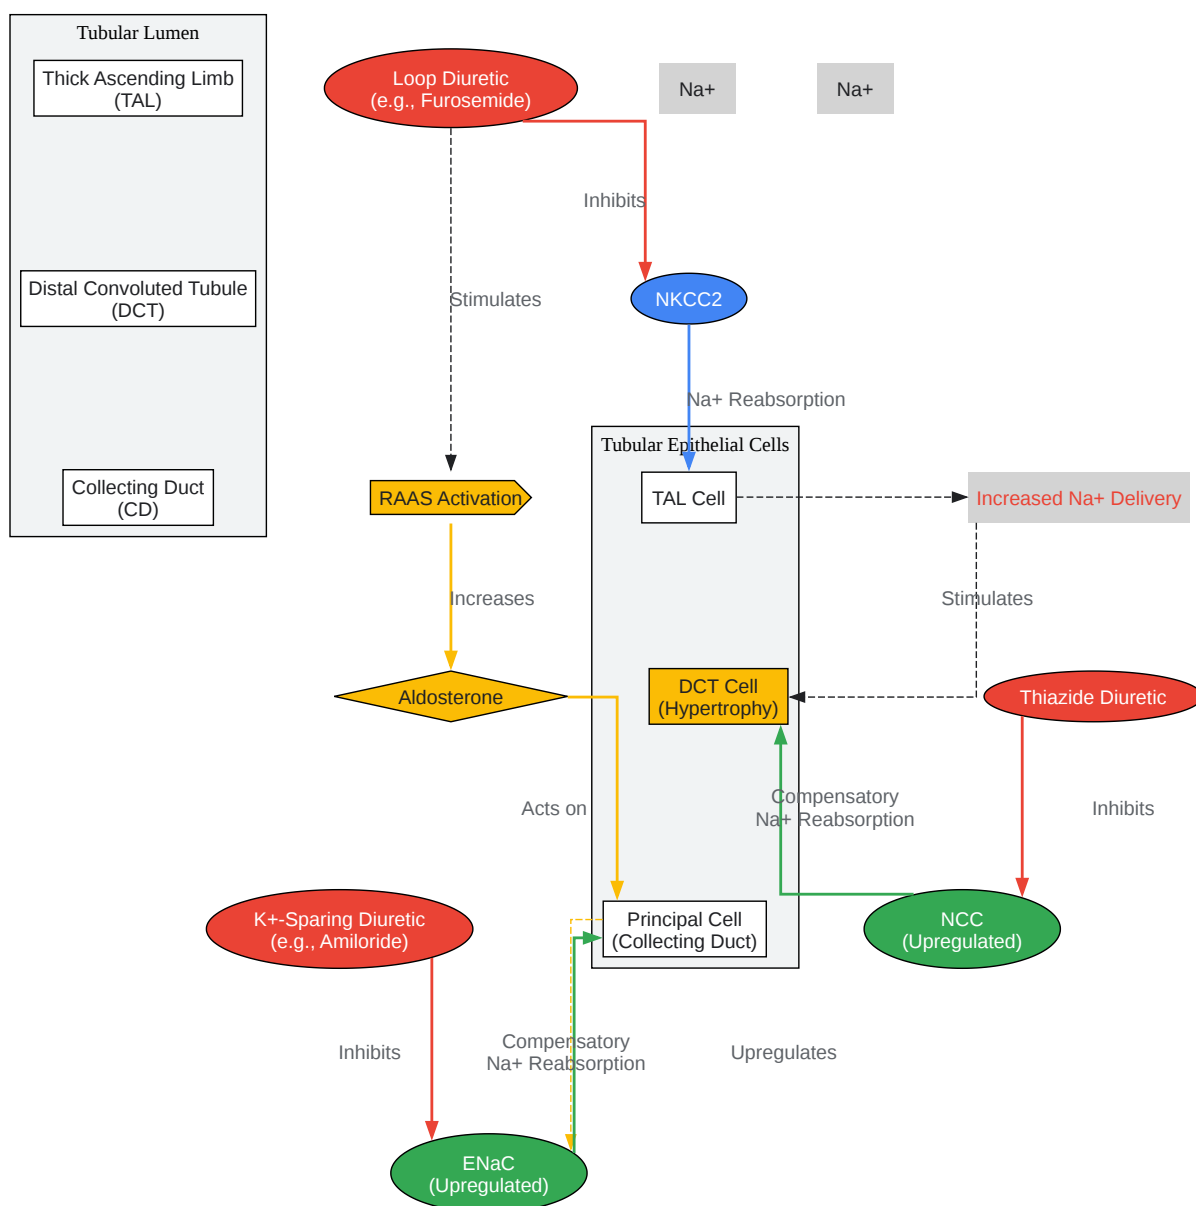 Tubular Lumen
Thick Ascending Limb
(TAL)
Distal Convoluted Tubule
(DCT)
Collecting Duct
(CD)
Loop Diuretic
(e.g., Furosemide)
Na+
Na+
Inhibits
NKCC2
Stimulates
Na+ Reabsorption
Tubular Epithelial Cells
RAAS Activation
TAL Cell
Increased Na+ Delivery
Increases
Stimulates
Aldosterone
DCT Cell
(Hypertrophy)
Thiazide Diuretic
Acts on
Compensatory
Na+ Reabsorption
Inhibits
K+-Sparing Diuretic
(e.g., Amiloride)
Principal Cell
(Collecting Duct)
NCC
(Upregulated)
Inhibits
Compensatory
Na+ Reabsorption
Upregulates
ENaC
(Upregulated)